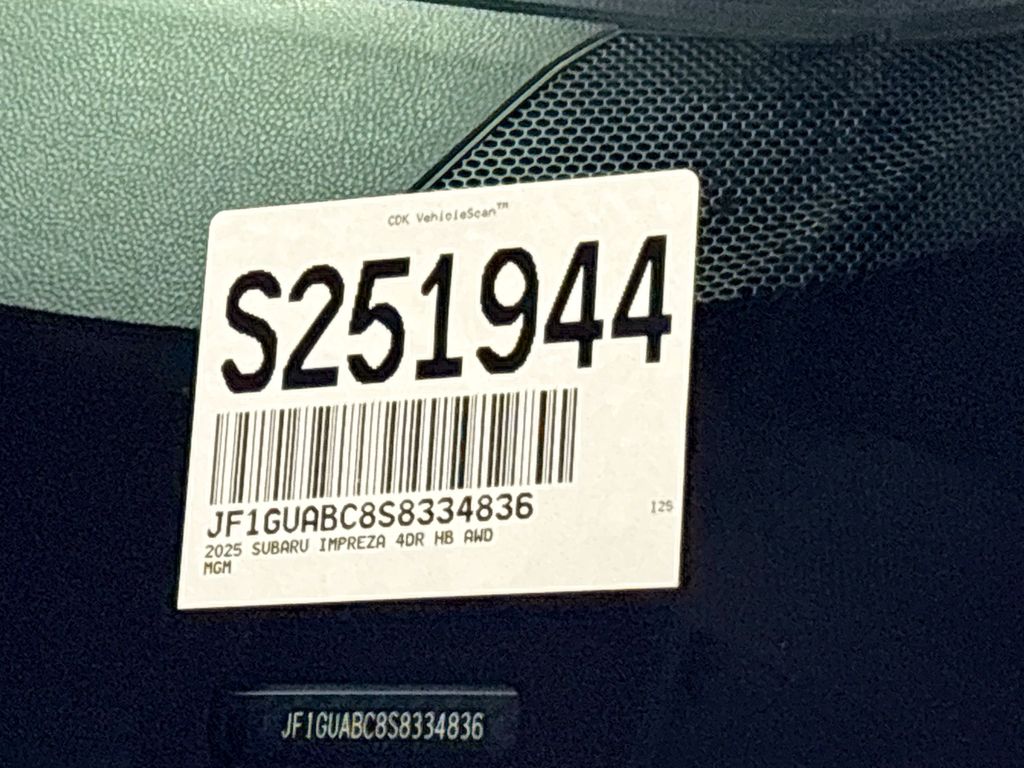 CDK VehicleScan™
S251944
JF1GUABC8S8334836
125
2025 SUBARU IMPREZA 4DR HB AWD
MGM
JF1GUABC8S8334836